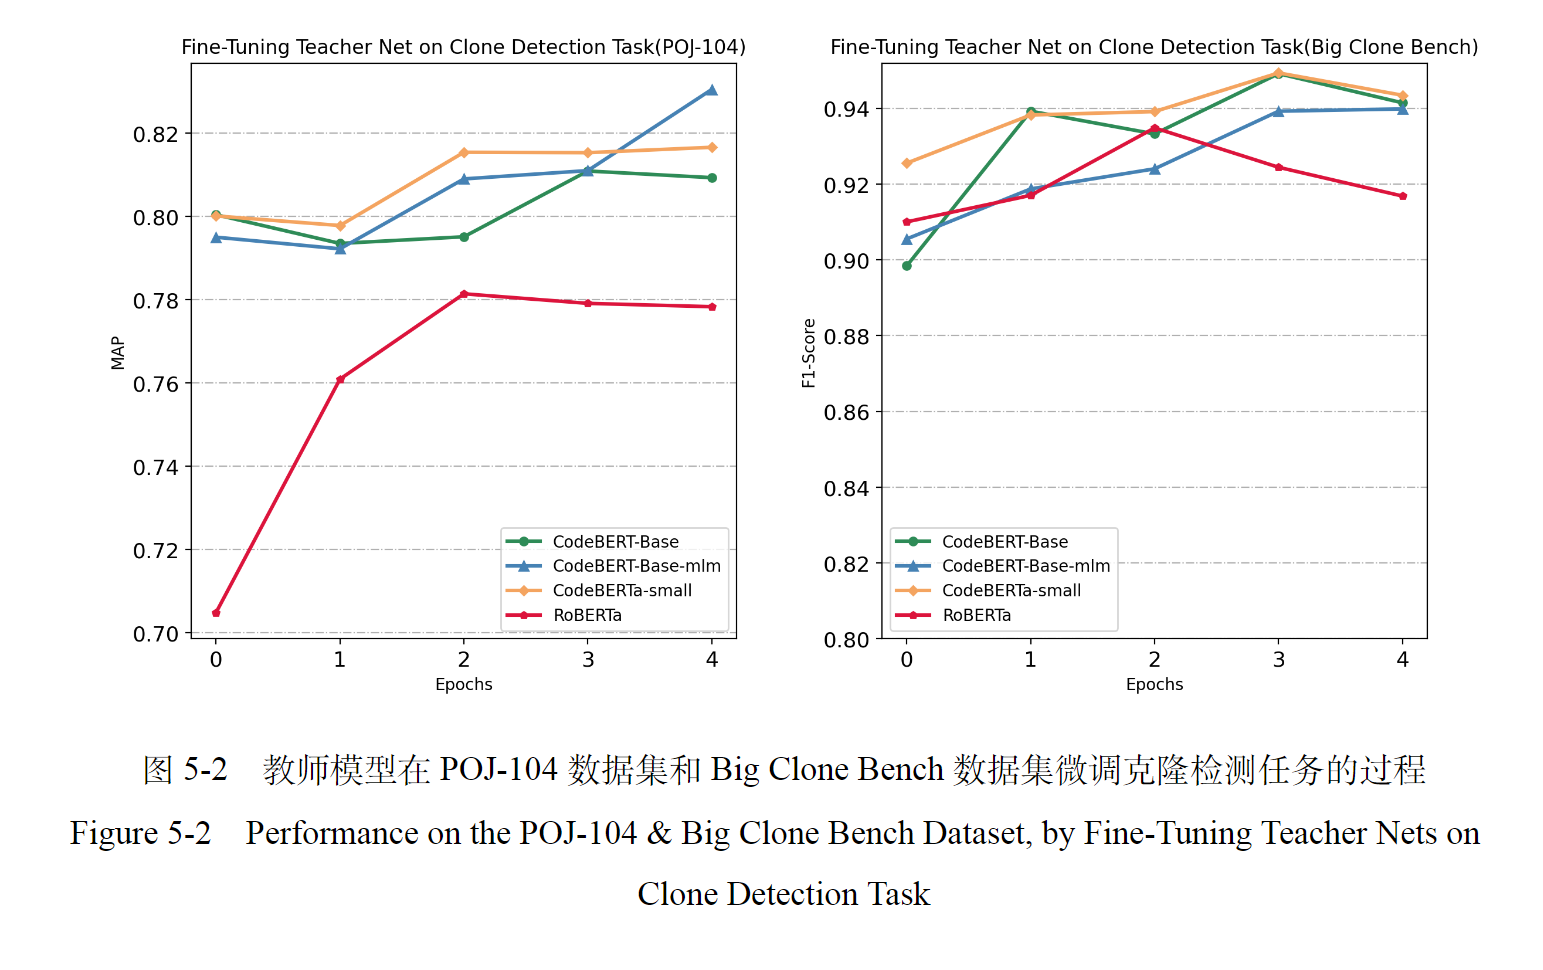 Fine-Tuning Teacher Net on Clone Detection Task(POJ-104)
MAP
0.82
0.80
0.78
0.76
0.74
0.72
0.70
CodeBERT-Base
CodeBERT-Base-mlm
CodeBERTa-small
RoBERTa
0 1 2 3 4
Epochs
Fine-Tuning Teacher Net on Clone Detection Task(Big Clone Bench)
F1-Score
0.94
0.92
0.90
0.88
0.86
0.84
0.82
0.80
CodeBERT-Base
CodeBERT-Base-mlm
CodeBERTa-small
RoBERTa
0 1 2 3 4
Epochs
图 5-2 教师模型在 POJ-104 数据集和 Big Clone Bench 数据集微调克隆检测任务的过程
Figure 5-2 Performance on the POJ-104 & Big Clone Bench Dataset, by Fine-Tuning Teacher Nets on
Clone Detection Task